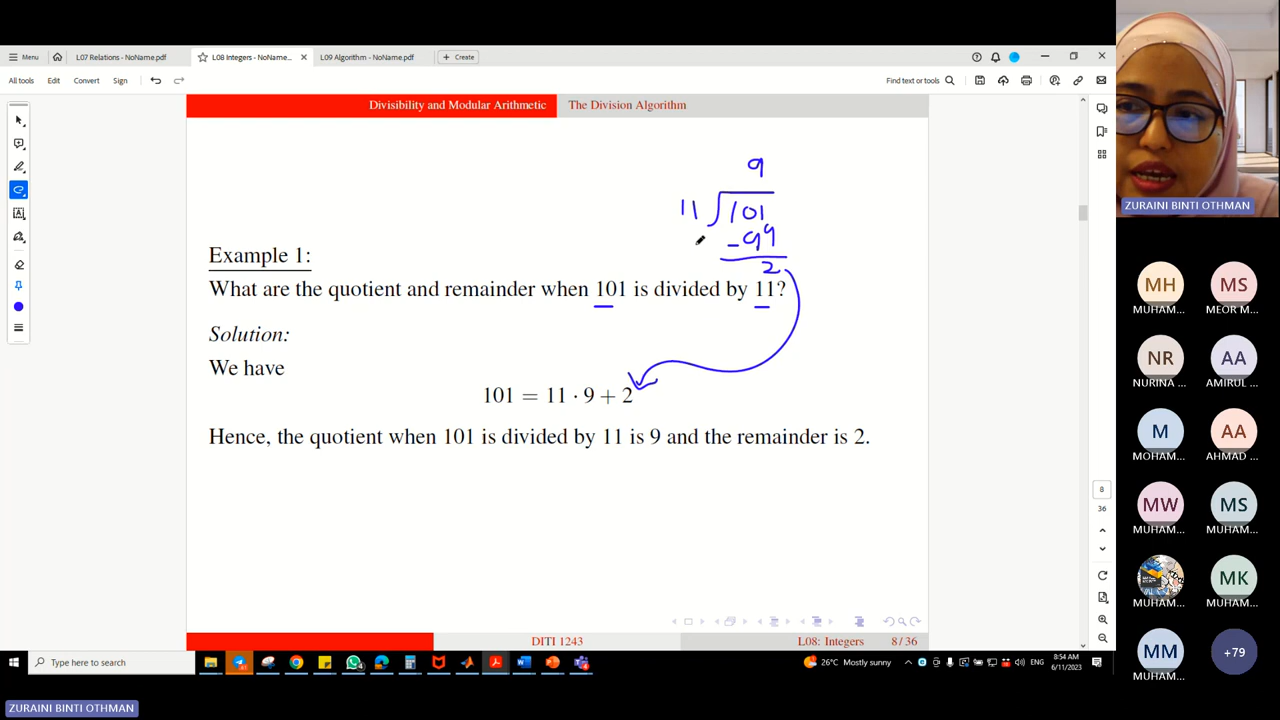 Menu
L07 Relations - NoName.pdf
L08 Integers - NoName...
L09 Algorithm - NoName.pdf
Create
All tools
Edit
Convert
Sign
Find text or tools
Divisibility and Modular Arithmetic
The Division Algorithm
9
11 101
-99
2
Example 1:
What are the quotient and remainder when 101 is divided by 11?
Solution:
We have
101 = 11 · 9 + 2
Hence, the quotient when 101 is divided by 11 is 9 and the remainder is 2.
DITI 1243
L08: Integers
8 / 36
8
36
ZURAINI BINTI OTHMAN
MH
MUHAM...
MS
MEOR M...
NR
NURINA ...
AA
AMIRUL ...
M
MOHAM...
AA
AHMAD ...
MW
MUHAM...
MS
MUHAM...
MUHAM...
MK
MUHAM...
MM
MUHAM...
+79
Type here to search
26°C Mostly sunny
ENG
8:54 AM
6/11/2023
ZURAINI BINTI OTHMAN